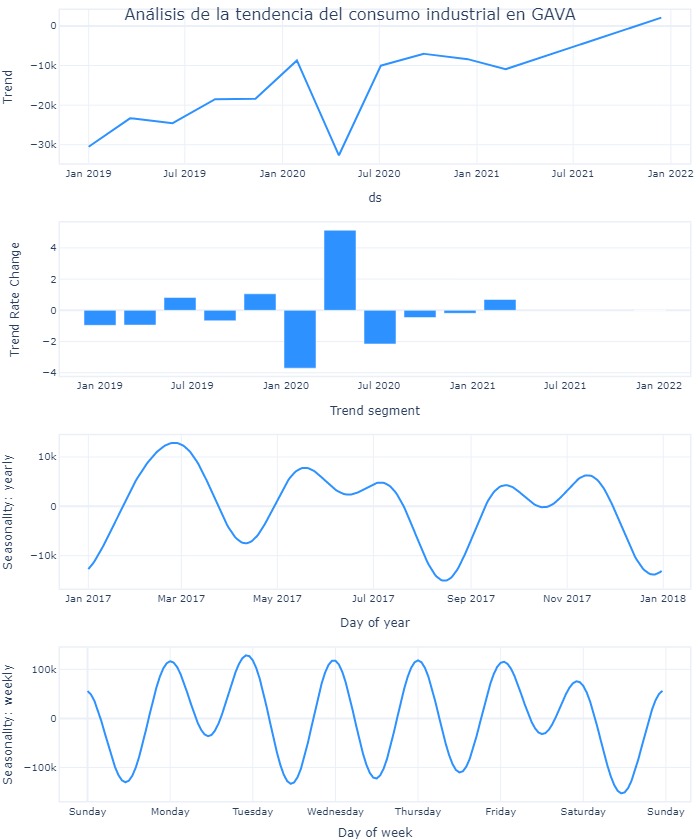 Análisis de la tendencia del consumo industrial en GAVA
Trend
0
−10k
−20k
−30k
Jan 2019 Jul 2019 Jan 2020 Jul 2020 Jan 2021 Jul 2021 Jan 2022
ds
Trend Rate Change
4
2
0
−2
−4
Jan 2019 Jul 2019 Jan 2020 Jul 2020 Jan 2021 Jul 2021 Jan 2022
Trend segment
Seasonality: yearly
10k
0
−10k
Jan 2017 Mar 2017 May 2017 Jul 2017 Sep 2017 Nov 2017 Jan 2018
Day of year
Seasonality: weekly
100k
0
−100k
Sunday Monday Tuesday Wednesday Thursday Friday Saturday Sunday
Day of week